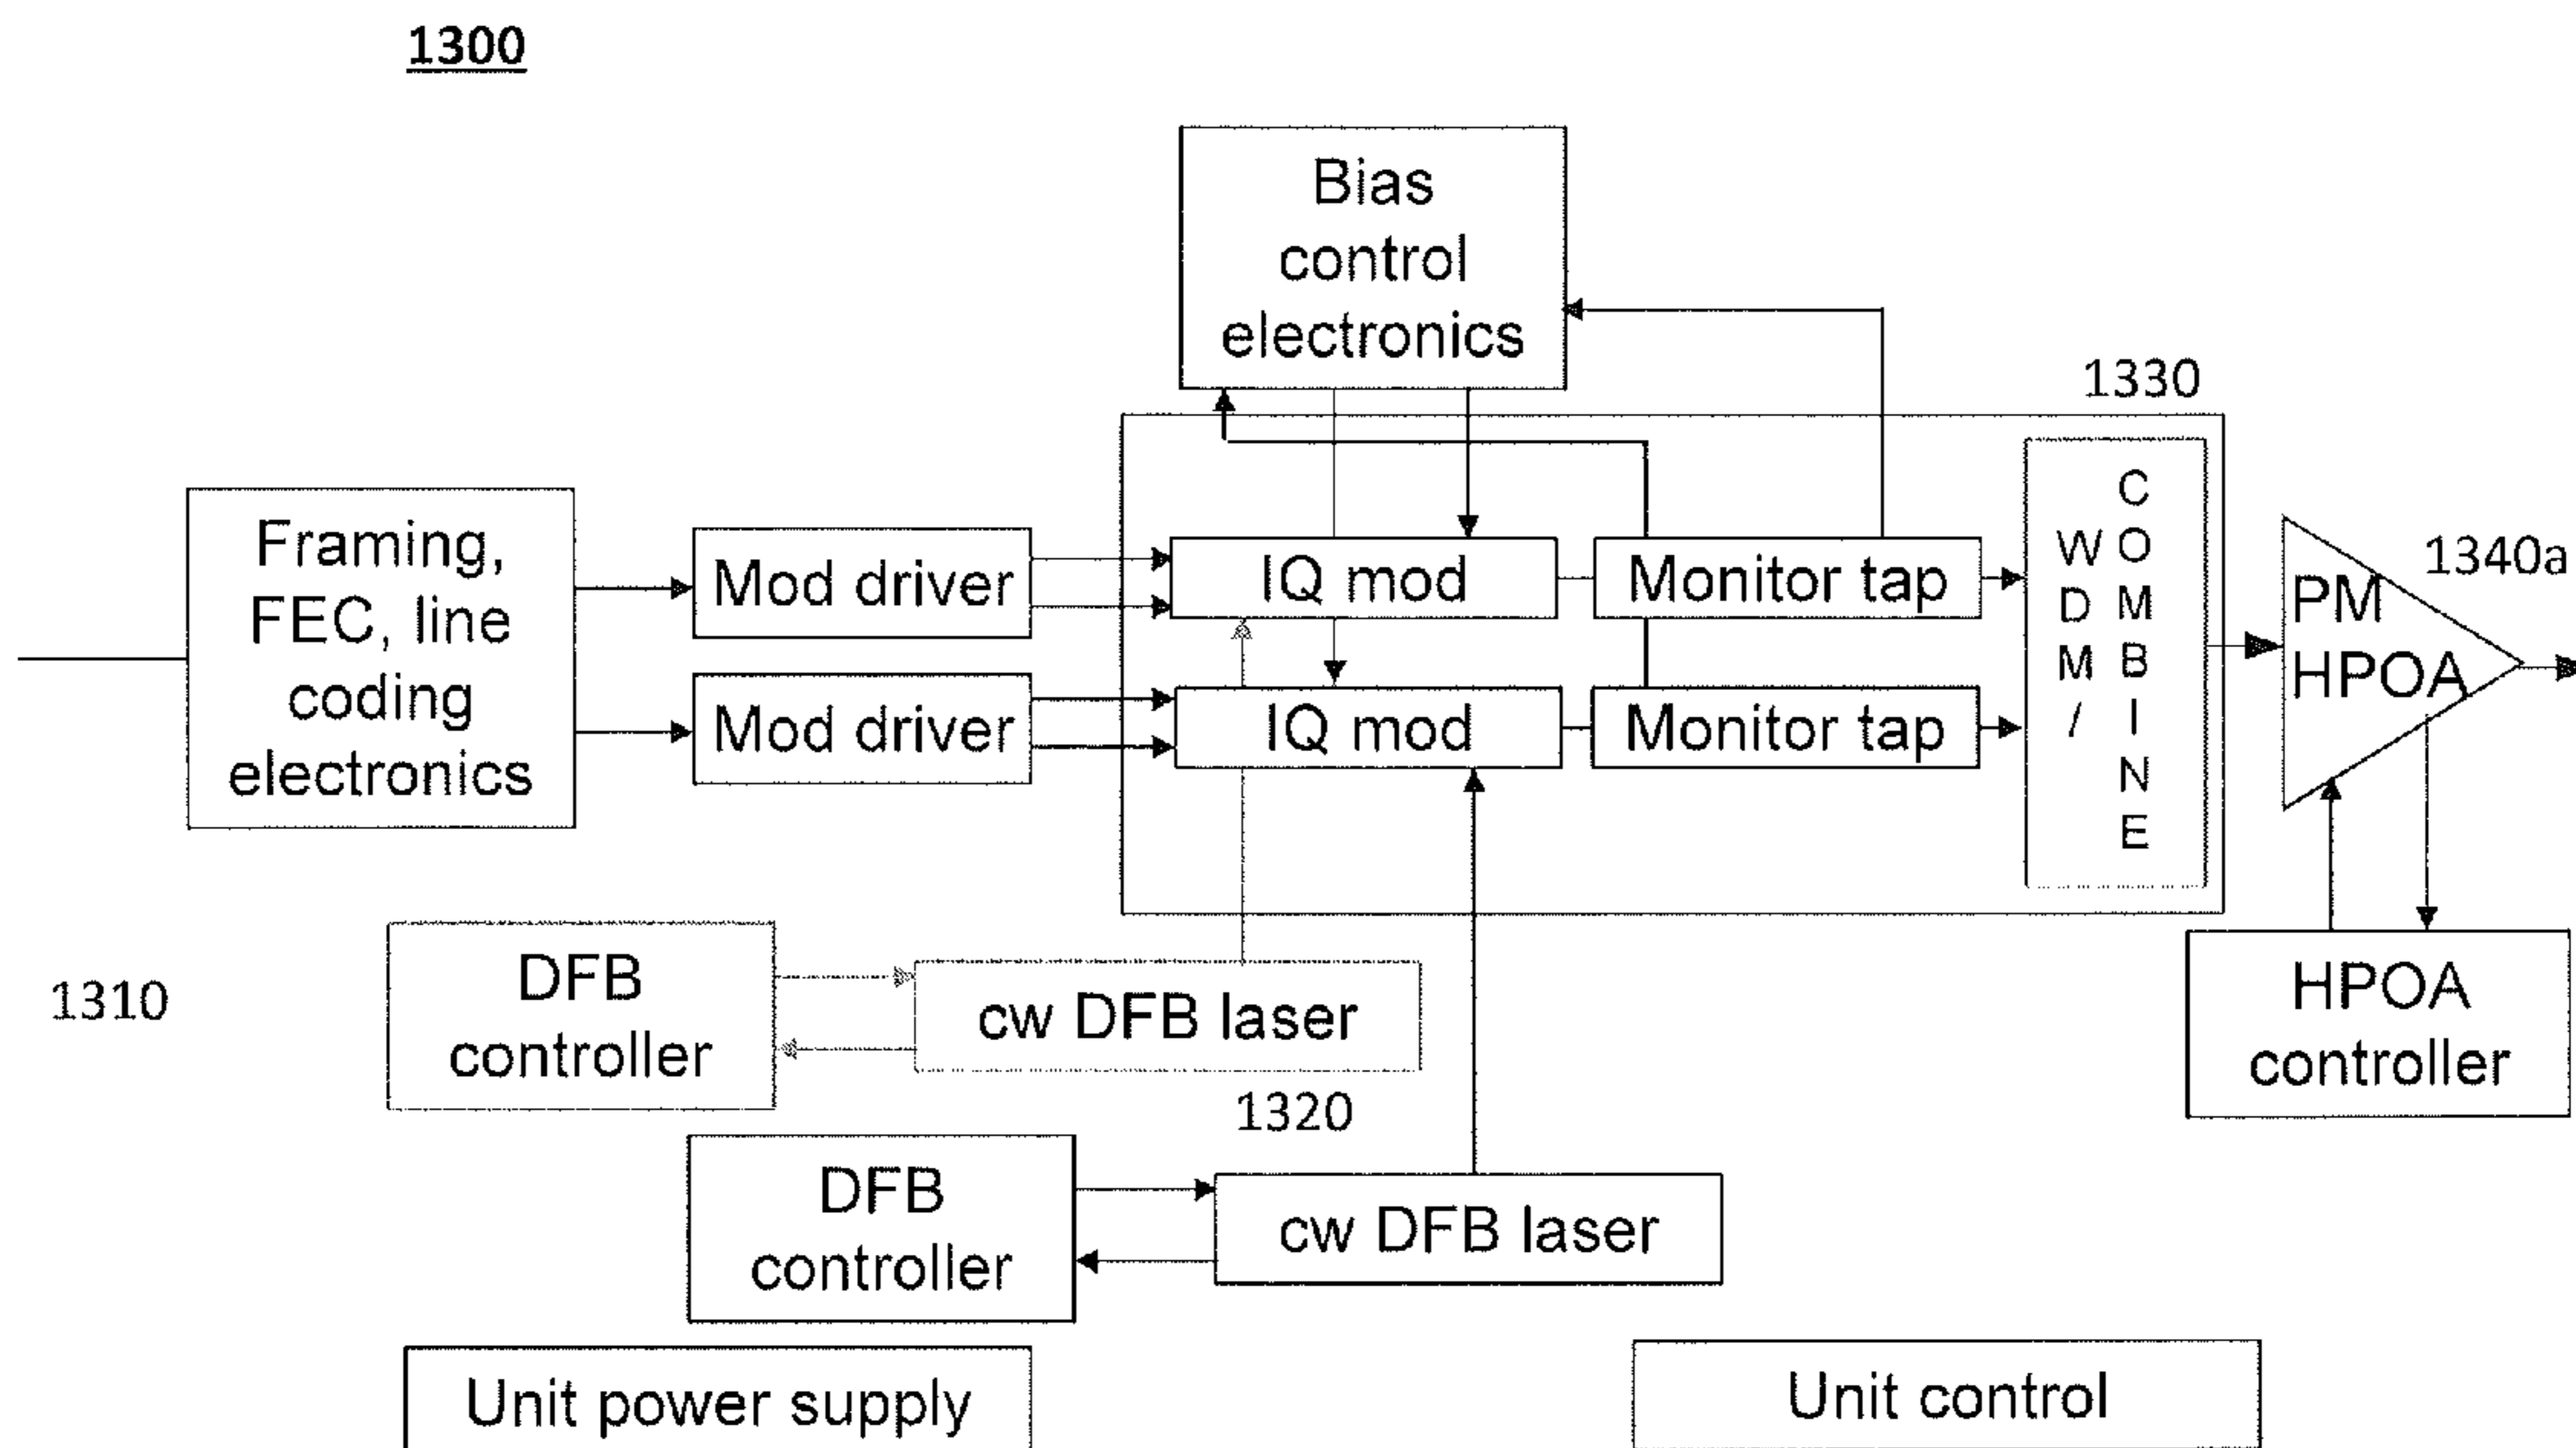 1300
Bias
control
electronics
1330
Framing,
FEC, line
coding
electronics
Mod driver
IQ mod
Monitor tap
Mod driver
IQ mod
Monitor tap
WDM/
COMBINE
PM
HPOA
1340a
1310
DFB
controller
cw DFB laser
1320
HPOA
controller
DFB
controller
cw DFB laser
Unit power supply
Unit control